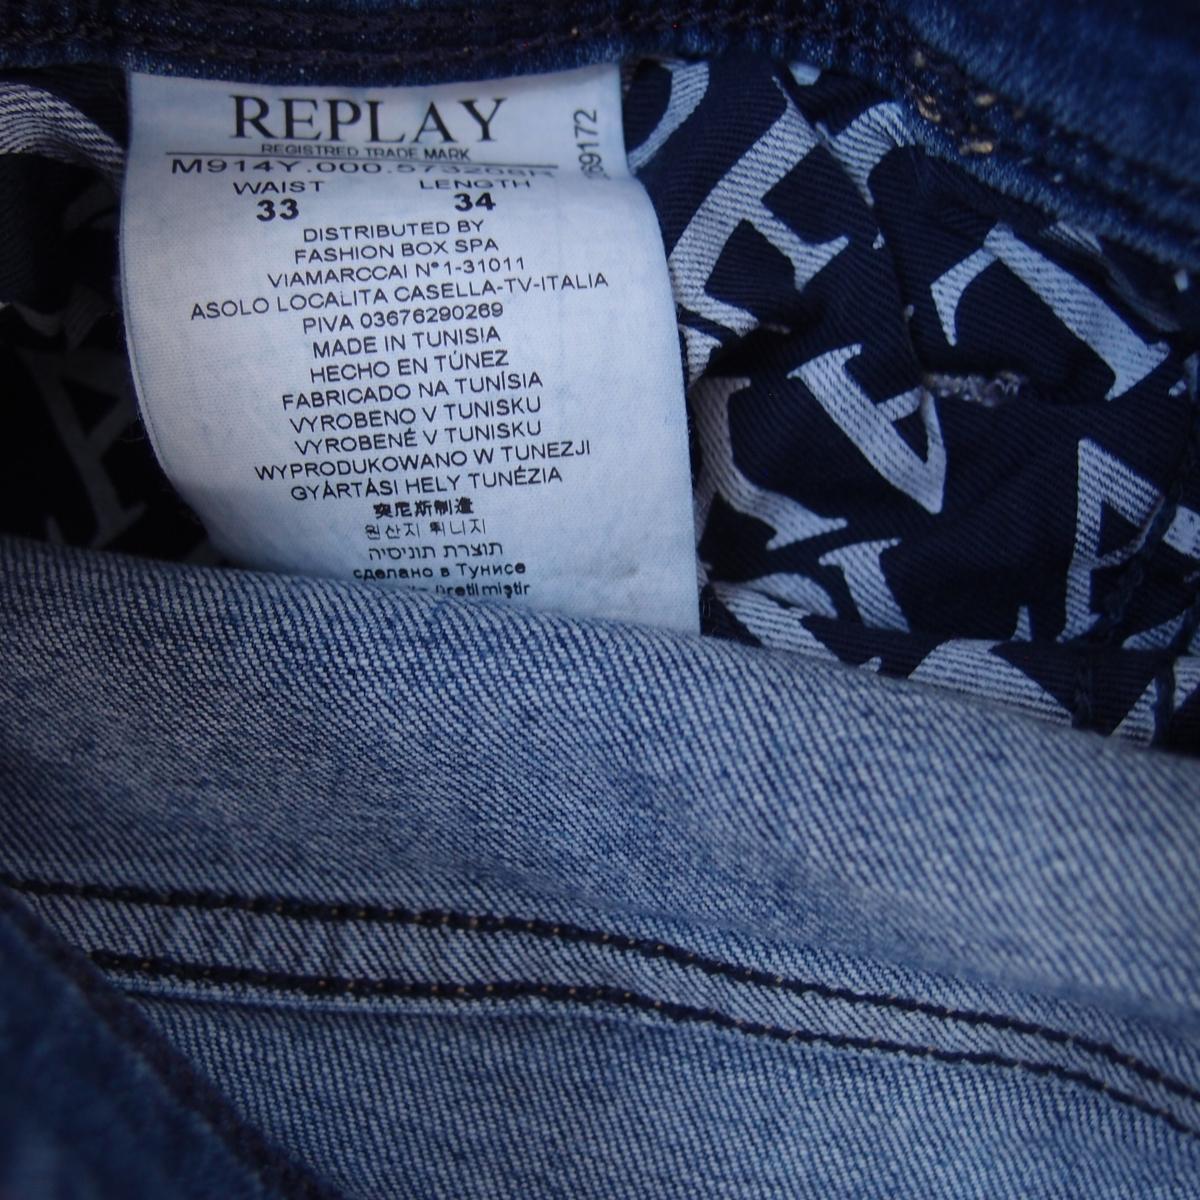 REPLAY
REGISTRED TRADE MARK
WAIST LENGTH
33 34
DISTRIBUTED BY
FASHION BOX SPA
VIAMARCCAI N°1-31011
ASOLO LOCALITA CASELLA-TV-ITALIA
PIVA 03676290269
MADE IN TUNISIA
HECHO EN TÚNEZ
FABRICADO NA TUNÍSIA
VYROBENO V TUNISKU
VYROBENÉ V TUNISKU
WYPRODUKOWANO W TUNEZJI
GYÁRTÁSI HELY TUNÉZIA
突尼斯制造
원산지 튀니지
תוצרת תוניסיה
сделано в Тунисе
üretilmiştir